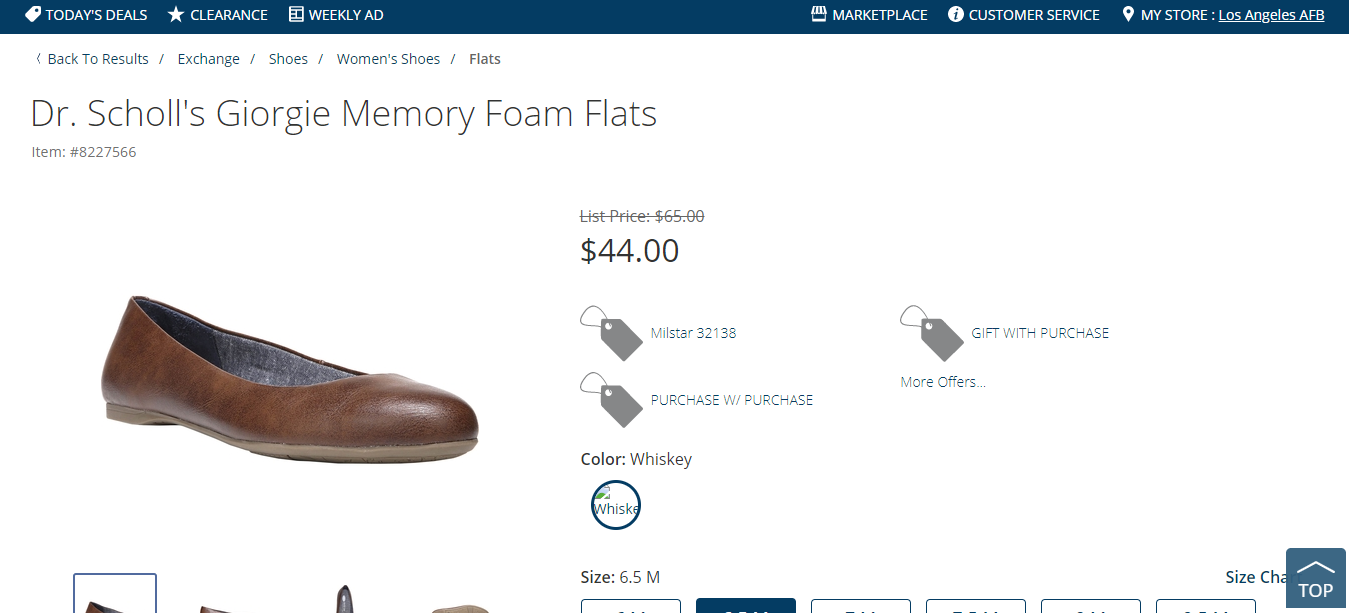 TODAY'S DEALS CLEARANCE WEEKLY AD MARKETPLACE CUSTOMER SERVICE MY STORE : Los Angeles AFB
Back To Results / Exchange / Shoes / Women's Shoes / Flats
Dr. Scholl's Giorgie Memory Foam Flats
Item: #8227566
List Price: $65.00
$44.00
Milstar 32138
GIFT WITH PURCHASE
PURCHASE W/ PURCHASE
More Offers...
Color: Whiskey
Whiske
Size: 6.5 M
Size Cha
TOP